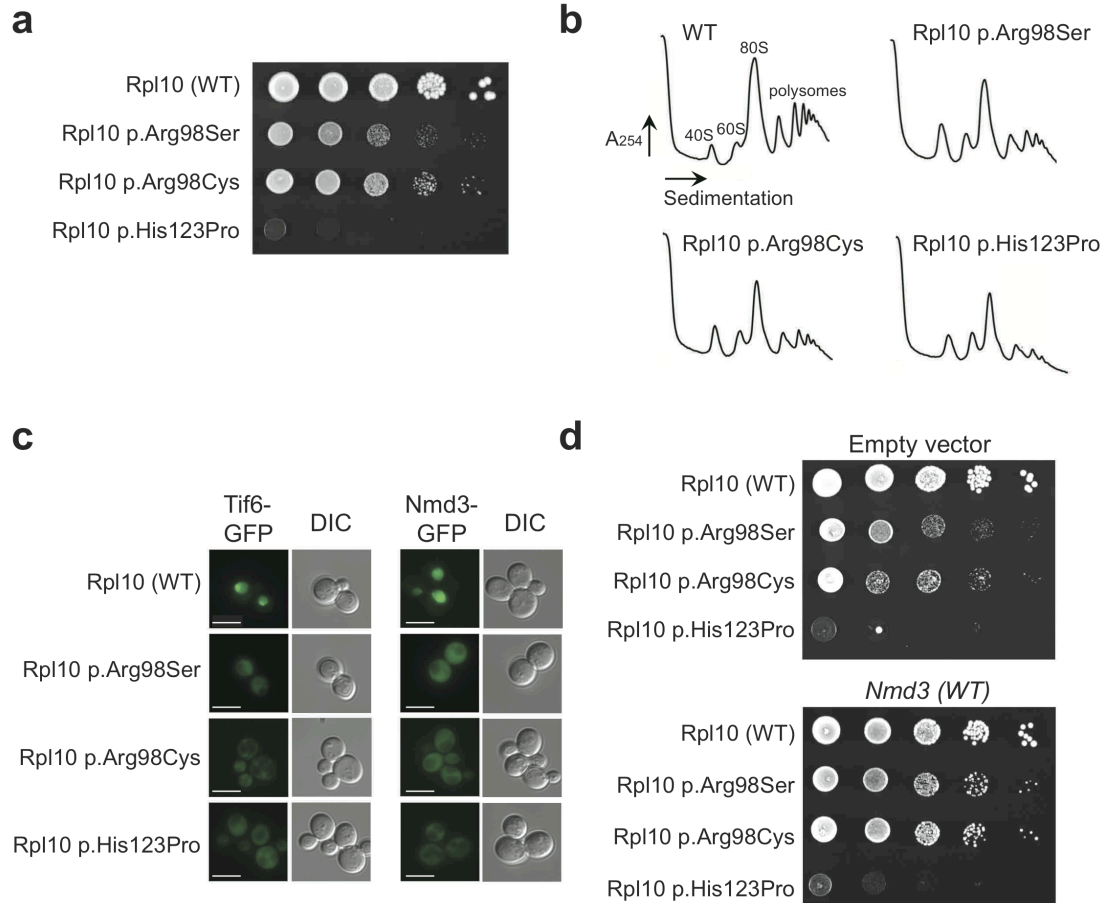 a
Rpl10 (WT)
Rpl10 p.Arg98Ser
Rpl10 p.Arg98Cys
Rpl10 p.His123Pro
b
WT
Rpl10 p.Arg98Ser
80S
polysomes
40S
60S
A254
Sedimentation
Rpl10 p.Arg98Cys
Rpl10 p.His123Pro
c
Tif6-
GFP
DIC
Nmd3-
GFP
DIC
Rpl10 (WT)
Rpl10 p.Arg98Ser
Rpl10 p.Arg98Cys
Rpl10 p.His123Pro
d
Empty vector
Rpl10 (WT)
Rpl10 p.Arg98Ser
Rpl10 p.Arg98Cys
Rpl10 p.His123Pro
Nmd3 (WT)
Rpl10 (WT)
Rpl10 p.Arg98Ser
Rpl10 p.Arg98Cys
Rpl10 p.His123Pro